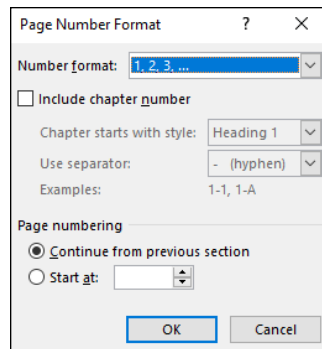 Page Number Format ? ×
Number format: 1, 2, 3, ...
Include chapter number
Chapter starts with style: Heading 1
Use separator: - (hyphen)
Examples: 1-1, 1-A
Page numbering
Continue from previous section
Start at:
OK Cancel